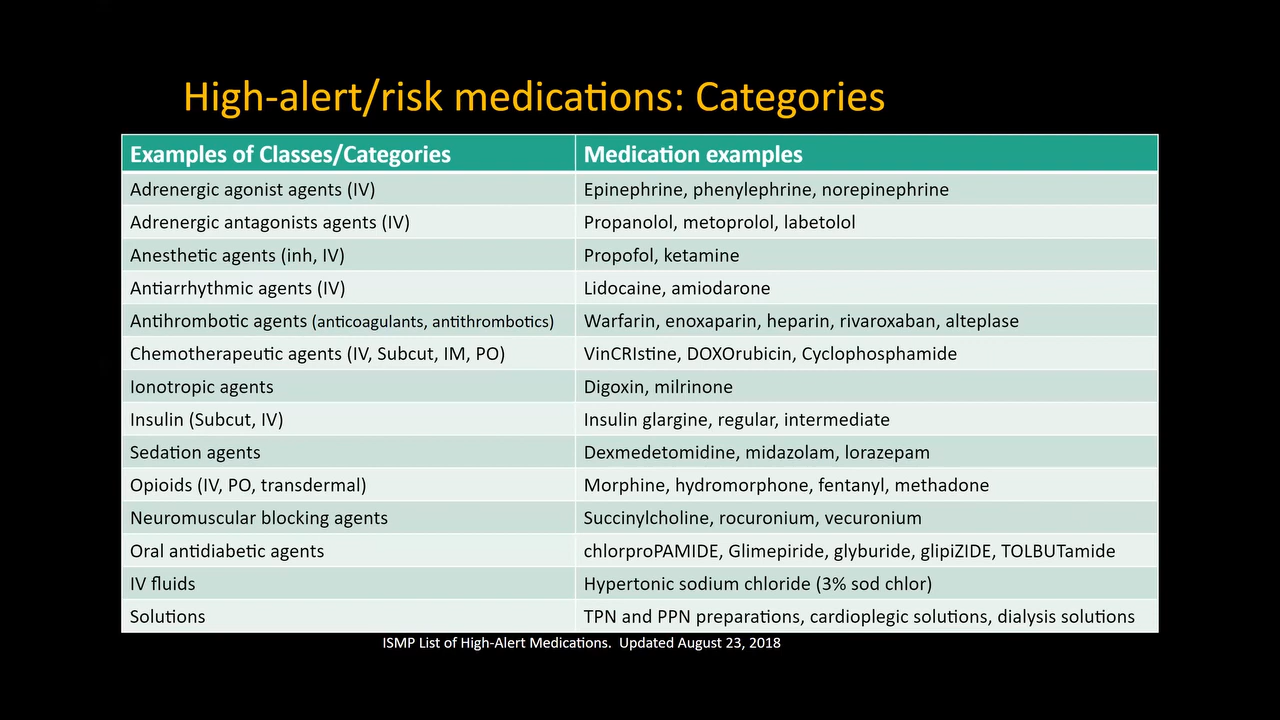 High-alert/risk medications: Categories
Examples of Classes/Categories Medication examples
Adrenergic agonist agents (IV) Epinephrine, phenylephrine, norepinephrine
Adrenergic antagonists agents (IV) Propanolol, metoprolol, labetolol
Anesthetic agents (inh, IV) Propofol, ketamine
Antiarrhythmic agents (IV) Lidocaine, amiodarone
Antihrombotic agents (anticoagulants, antithrombotics) Warfarin, enoxaparin, heparin, rivaroxaban, alteplase
Chemotherapeutic agents (IV, Subcut, IM, PO) VinCRIstine, DOXOrubicin, Cyclophosphamide
Ionotropic agents Digoxin, milrinone
Insulin (Subcut, IV) Insulin glargine, regular, intermediate
Sedation agents Dexmedetomidine, midazolam, lorazepam
Opioids (IV, PO, transdermal) Morphine, hydromorphone, fentanyl, methadone
Neuromuscular blocking agents Succinylcholine, rocuronium, vecuronium
Oral antidiabetic agents chlorproPAMIDE, Glimepiride, glyburide, glipiZIDE, TOLBUTamide
IV fluids Hypertonic sodium chloride (3% sod chlor)
Solutions TPN and PPN preparations, cardioplegic solutions, dialysis solutions
ISMP List of High-Alert Medications. Updated August 23, 2018